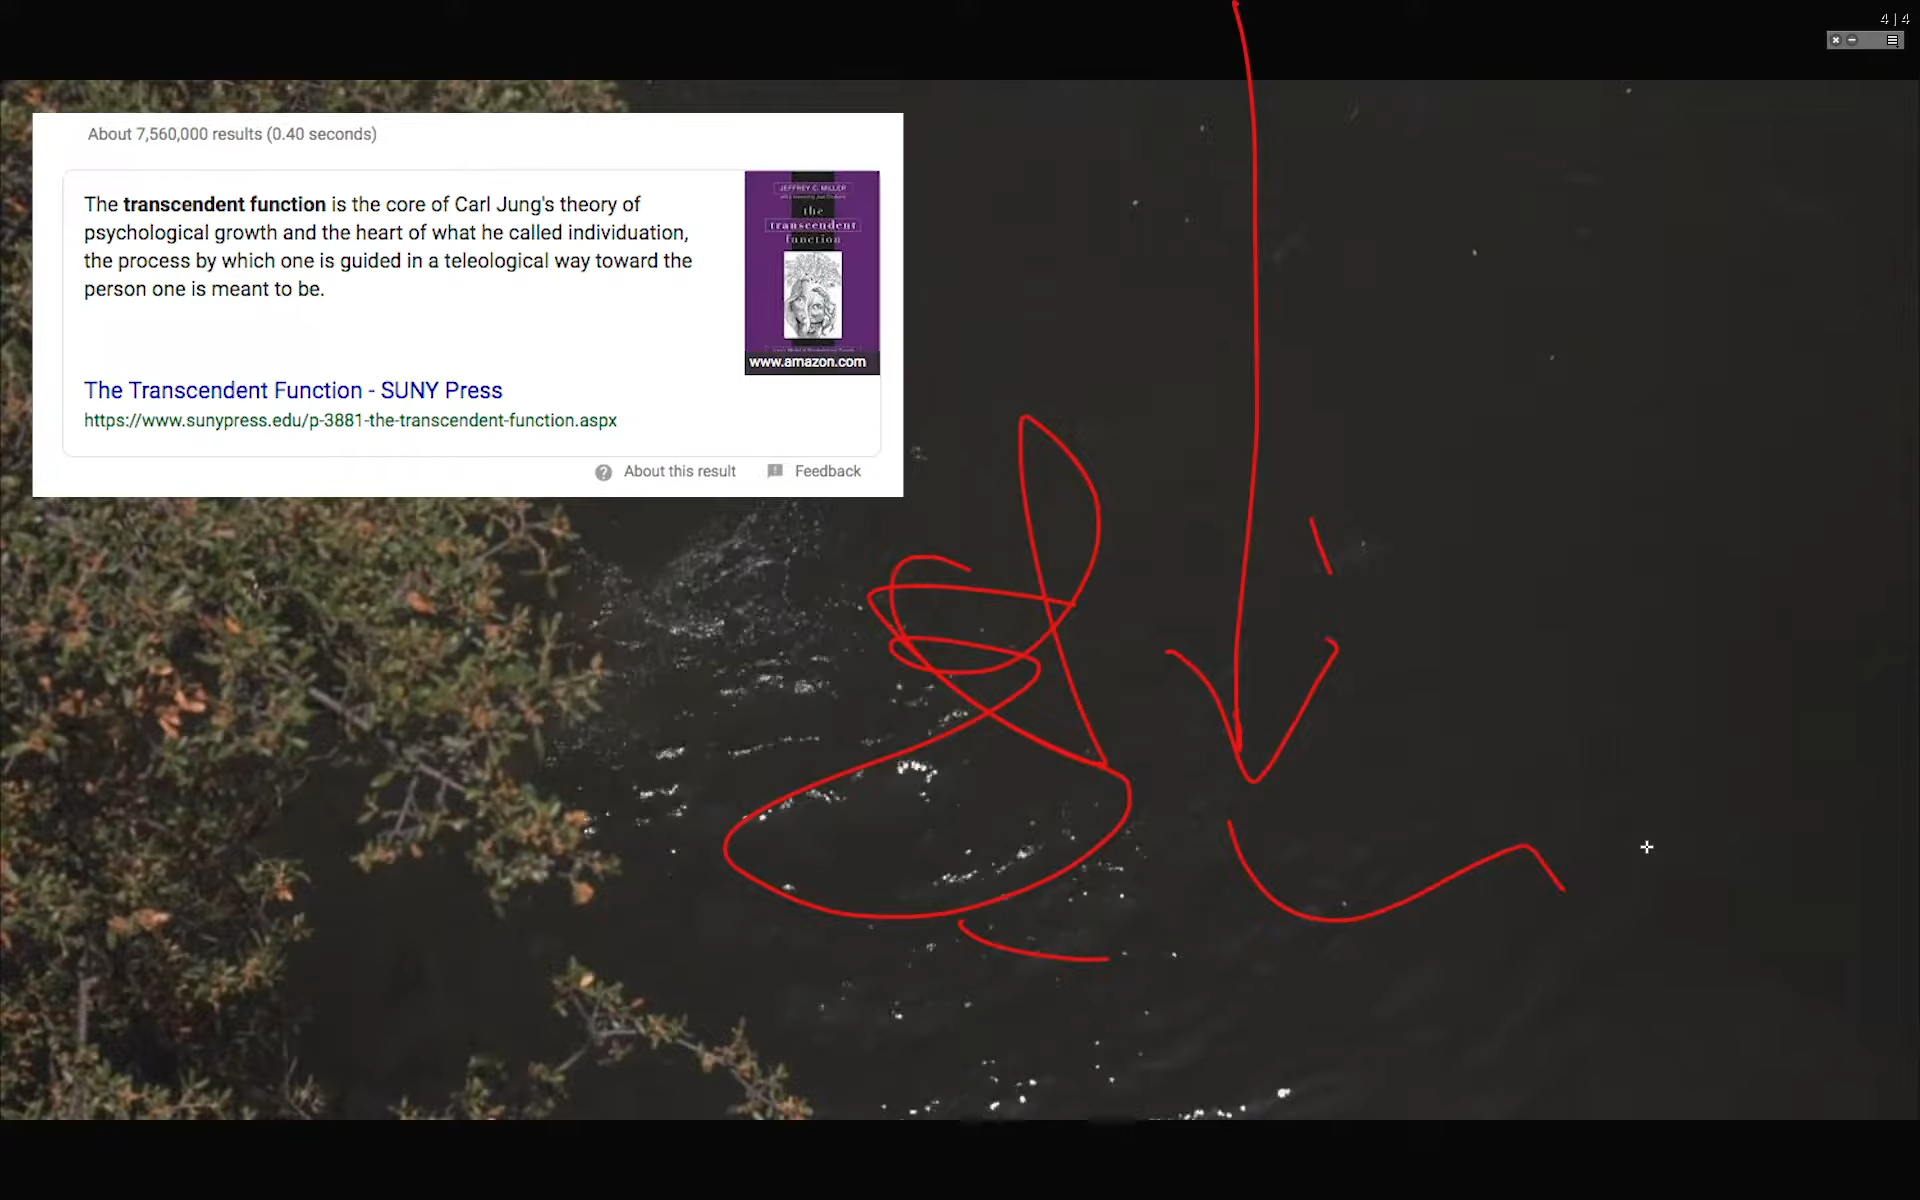 4 | 4
About 7,560,000 results (0.40 seconds)
The transcendent function is the core of Carl Jung's theory of
psychological growth and the heart of what he called individuation,
the process by which one is guided in a teleological way toward the
person one is meant to be.
JEFFREY C. MILLER
the
transcendent
function
www.amazon.com
The Transcendent Function - SUNY Press
https://www.sunypress.edu/p-3881-the-transcendent-function.aspx
About this result
Feedback